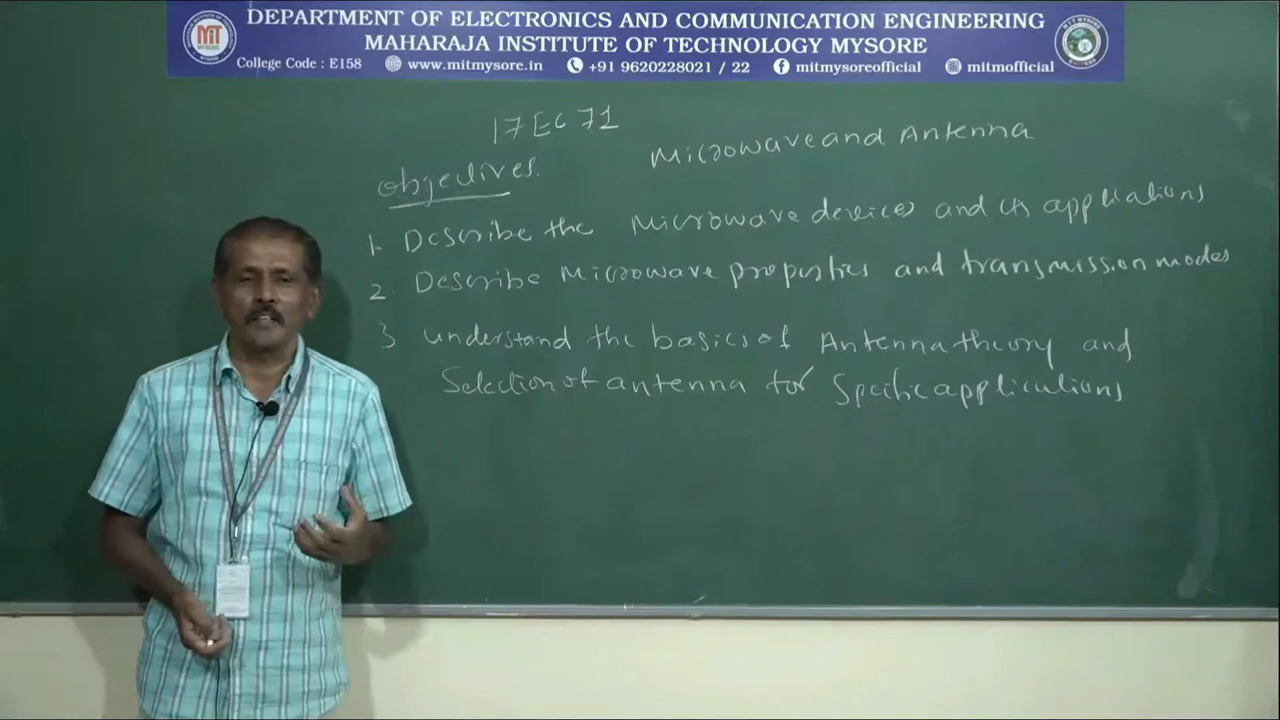 DEPARTMENT OF ELECTRONICS AND COMMUNICATION ENGINEERING
MAHARAJA INSTITUTE OF TECHNOLOGY MYSORE
College Code : E158 www.mitmysore.in +91 9620228021 / 22 mitmysoreofficial mitmofficial
MIT
MYSORE
17EC71
Microwave and Antenna
Objectives.
1. Describe the Microwave devices and its applications
2. Describe Microwave properties and transmission modes
3 understand the basics of Antenna theory and
Selection of antenna for Specific applications